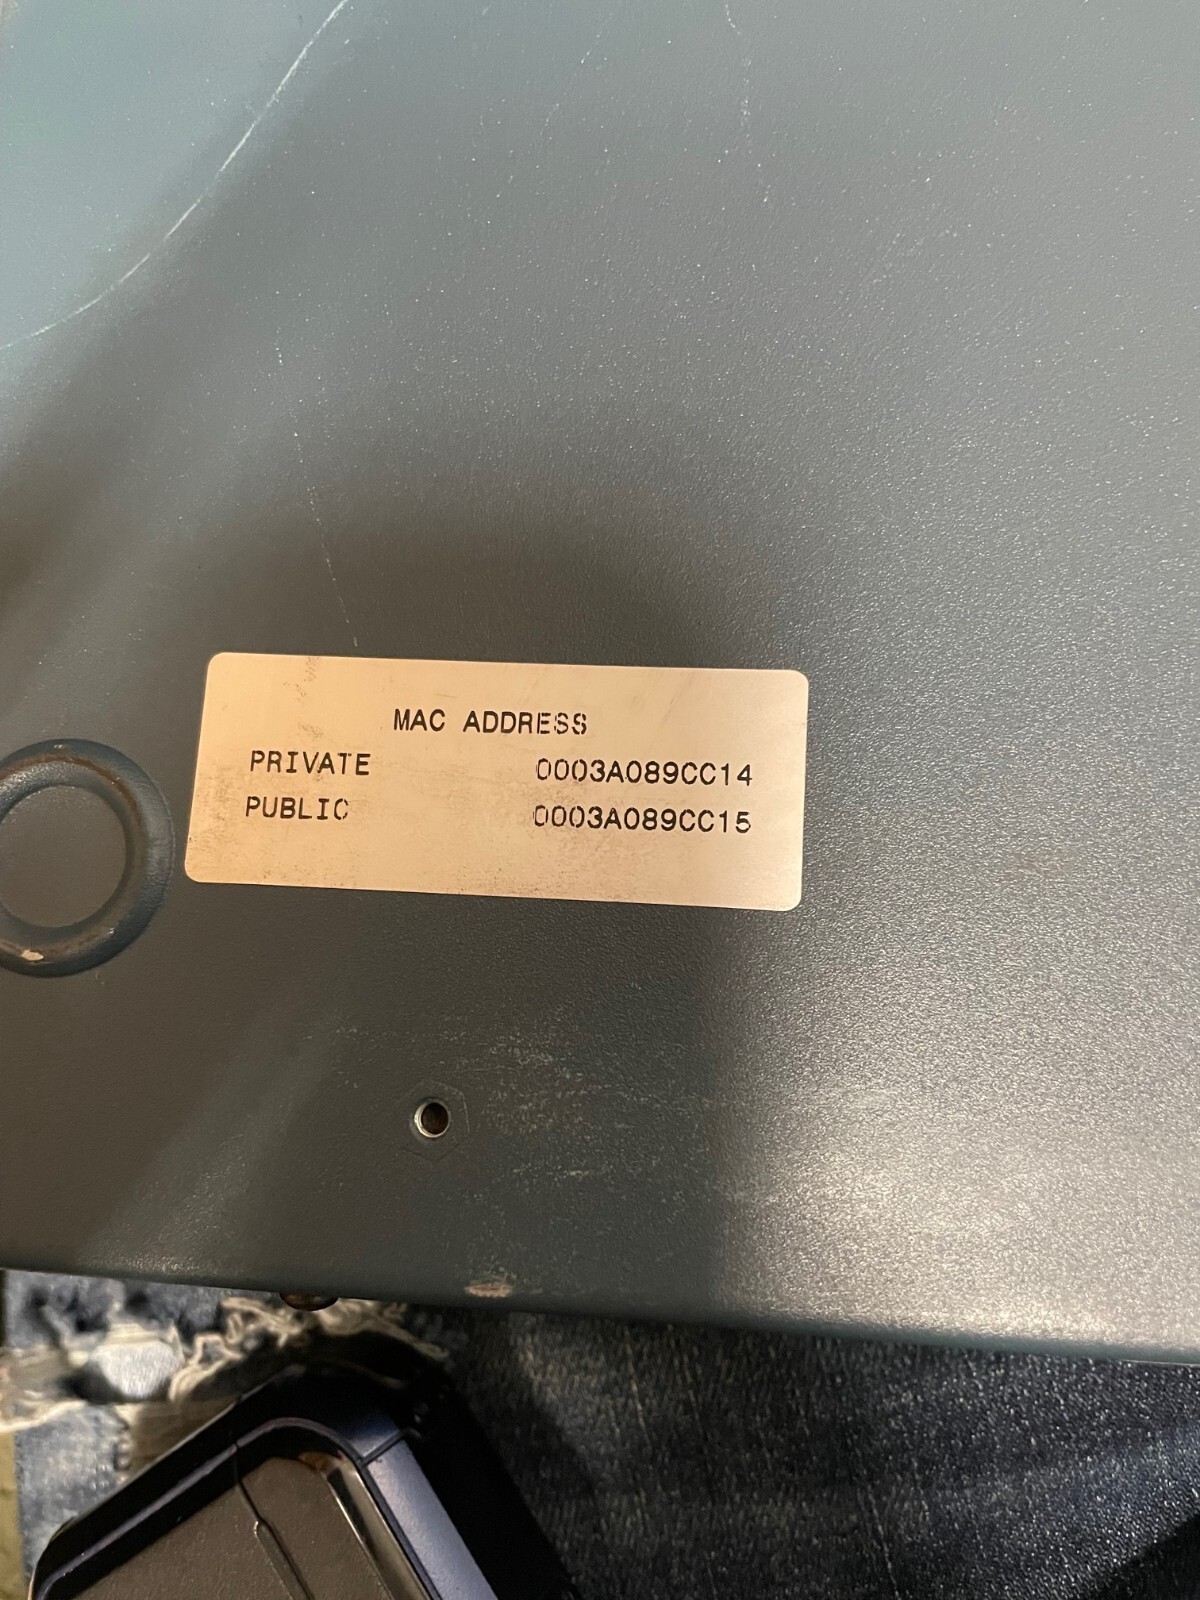 MAC ADDRESS
PRIVATE 0003A089CC14
PUBLIC 0003A089CC15